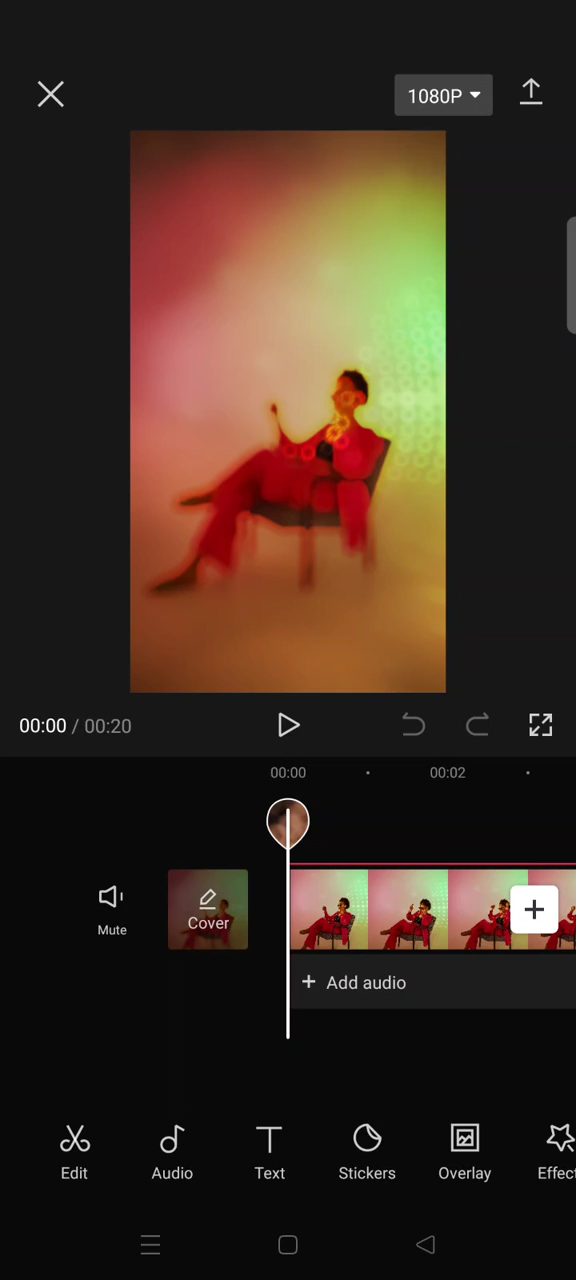 1080P
00:00 / 00:20
00:00 00:02
Mute
Cover
+ Add audio
Edit Audio Text Stickers Overlay Effect